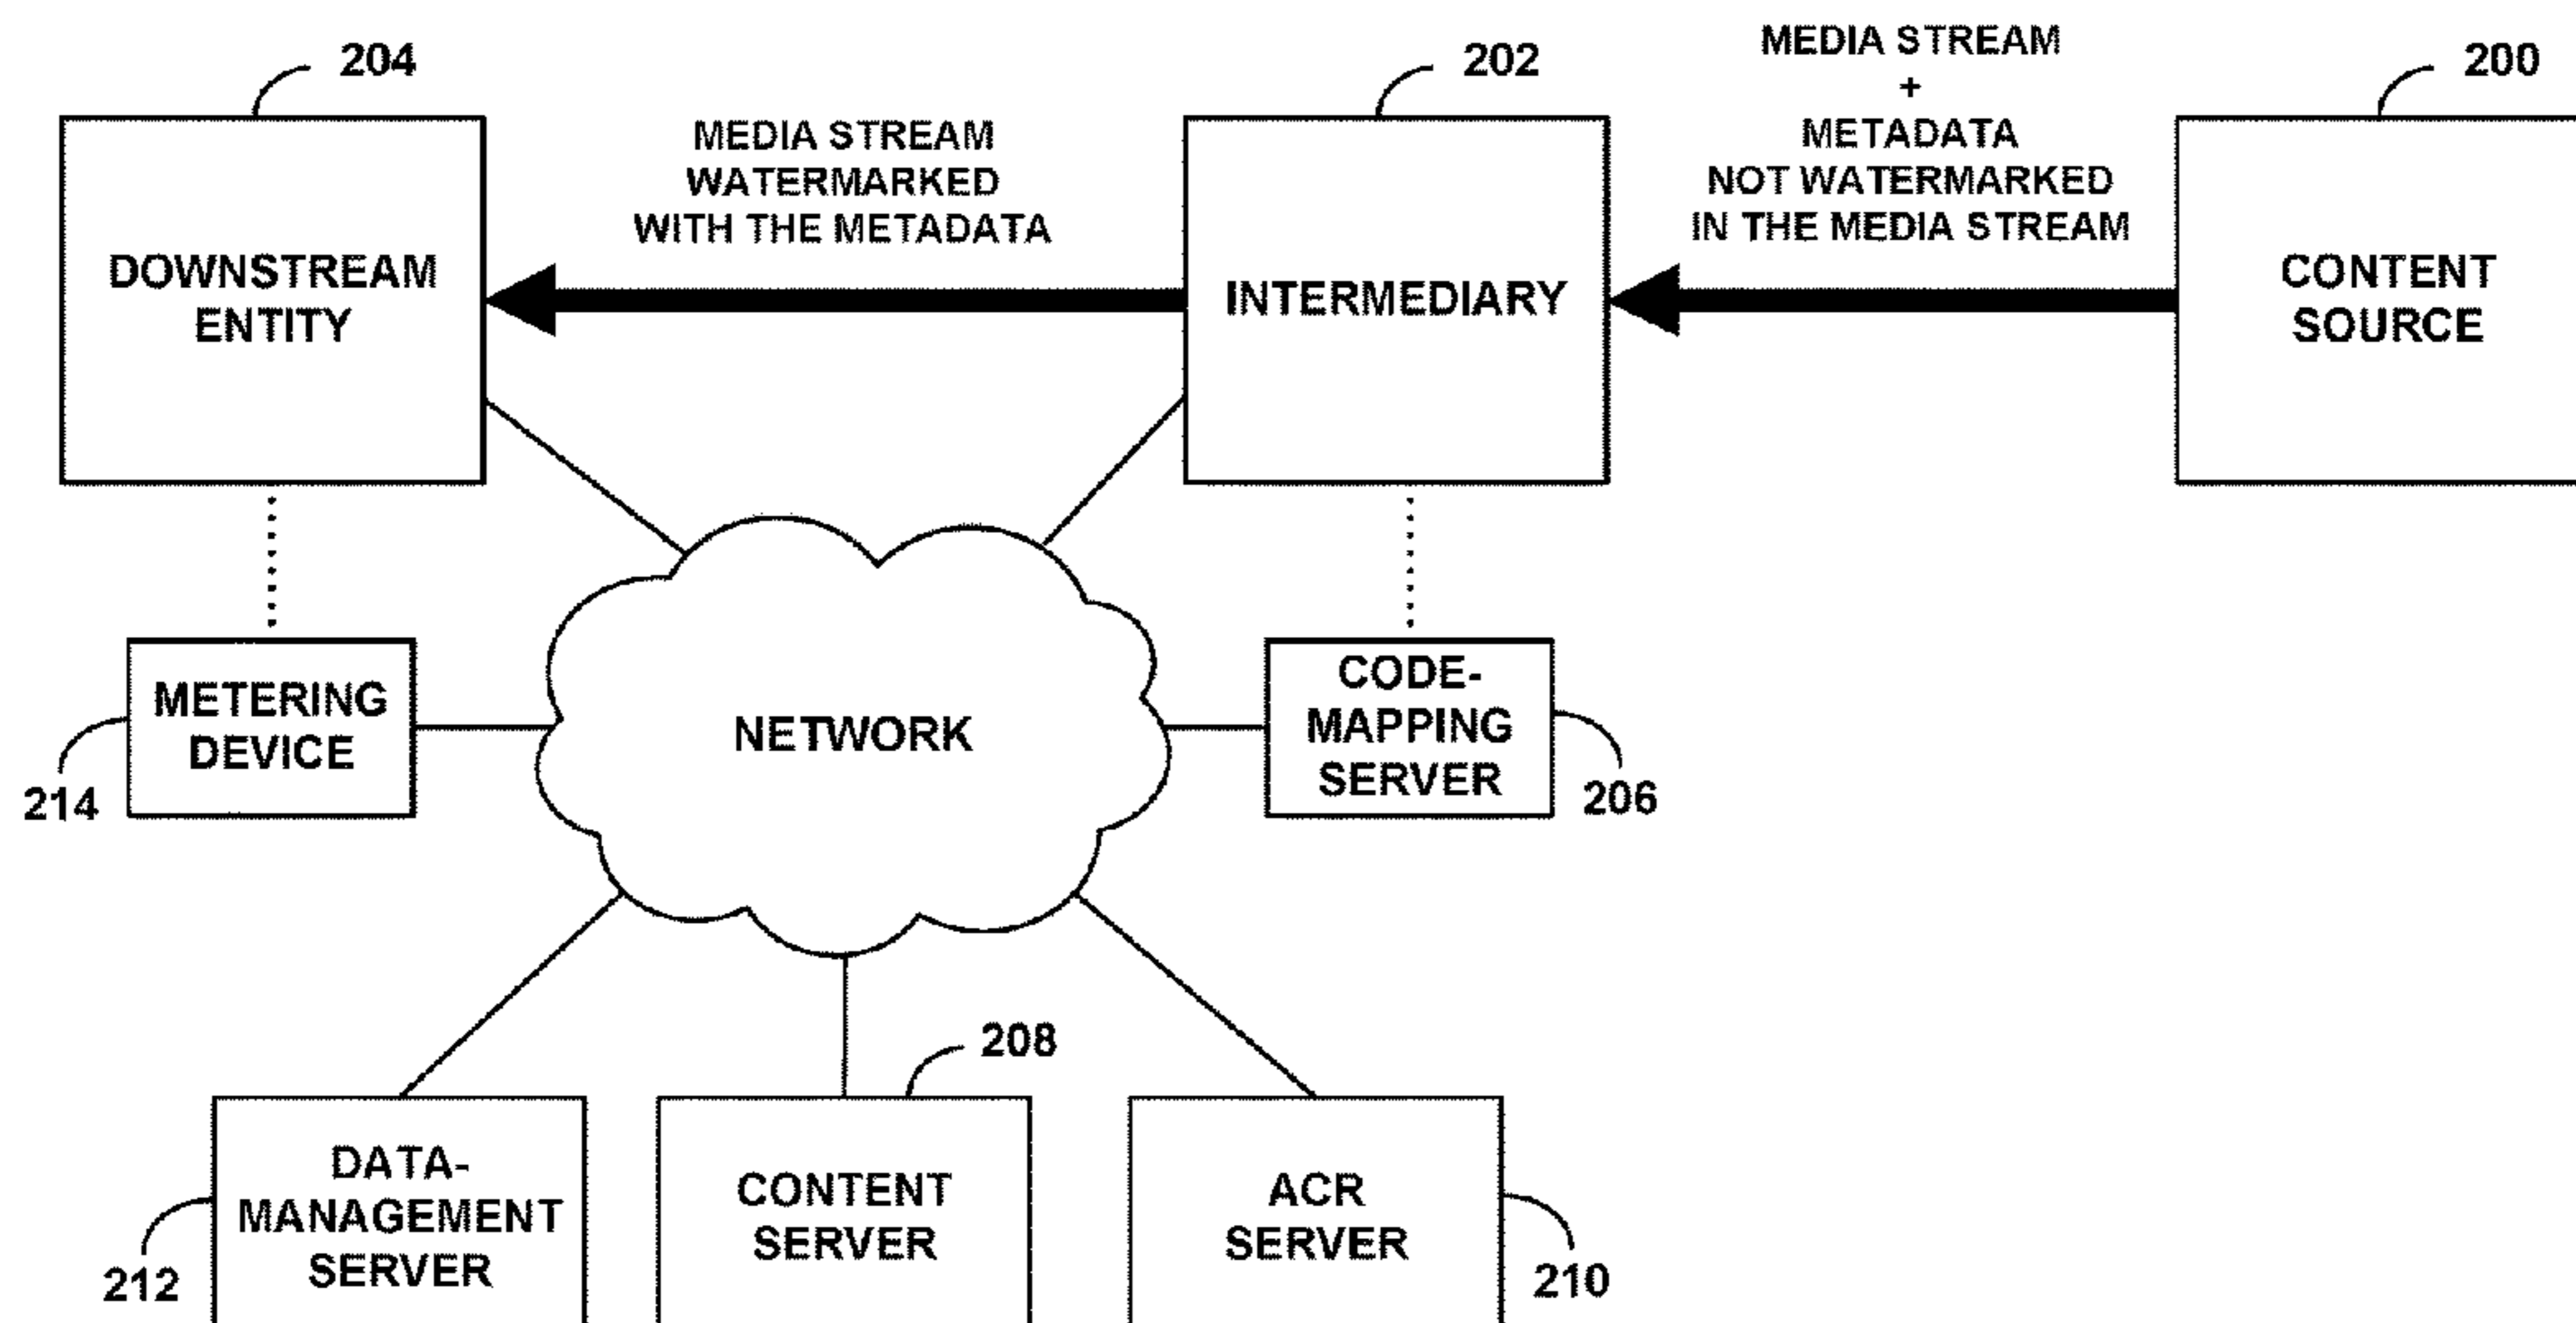 204
202
200
MEDIA STREAM
+
METADATA
NOT WATERMARKED
IN THE MEDIA STREAM
MEDIA STREAM
WATERMARKED
WITH THE METADATA
DOWNSTREAM
ENTITY
INTERMEDIARY
CONTENT
SOURCE
METERING
DEVICE
214
NETWORK
CODE-
MAPPING
SERVER
206
208
DATA-
MANAGEMENT
SERVER
212
CONTENT
SERVER
ACR
SERVER
210